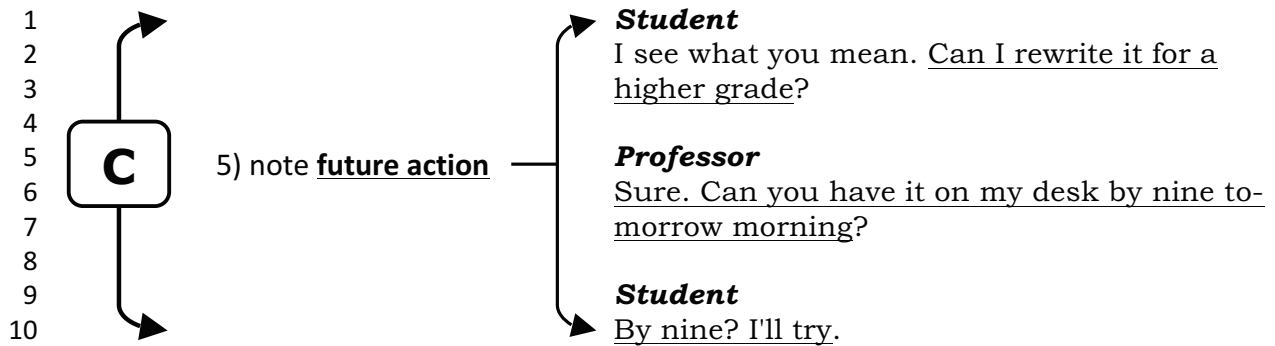 1
2
3
4
5
6
7
8
9
10
C
5) note future action
Student
I see what you mean. Can I rewrite it for a
higher grade?
Professor
Sure. Can you have it on my desk by nine to-
morrow morning?
Student
By nine? I'll try.